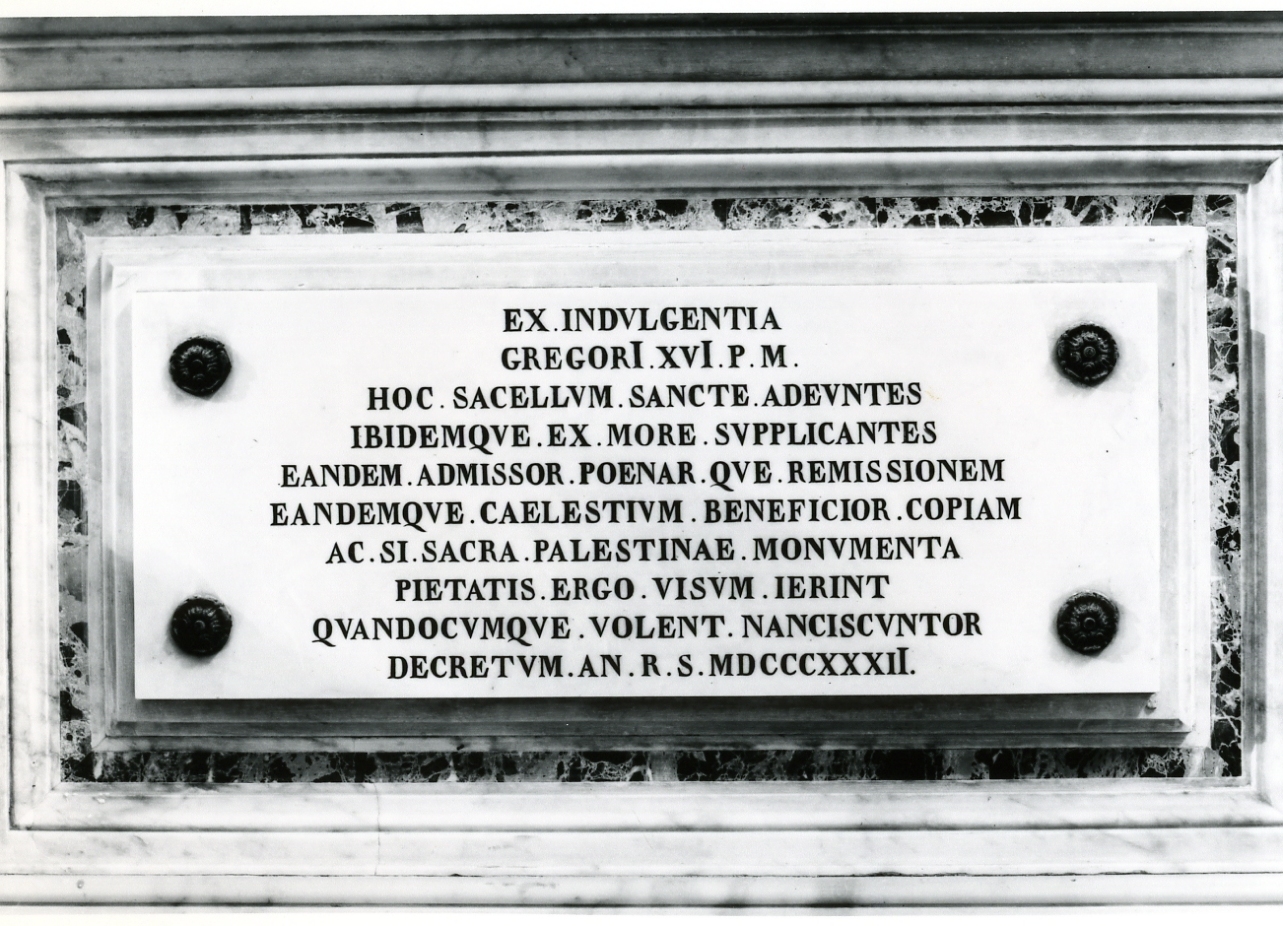 EX.INDVLGENTIA
GREGORI.XVI.P.M.
HOC.SACELLVM.SANCTE.ADEVNTES
IBIDEMQVE.EX.MORE.SVPPLICANTES
EANDEM.ADMISSOR.POENAR.QVE.REMISSIONEM
EANDEMQVE.CAELESTIVM.BENEFICIOR.COPIAM
AC.SI.SACRA.PALESTINAE.MONVMENTA
PIETATIS.ERGO.VISVM.IERINT
QVANDOCVMQVE.VOLENT.NANCISCVNTOR
DECRETVM.AN.R.S.MDCCCXXXII.